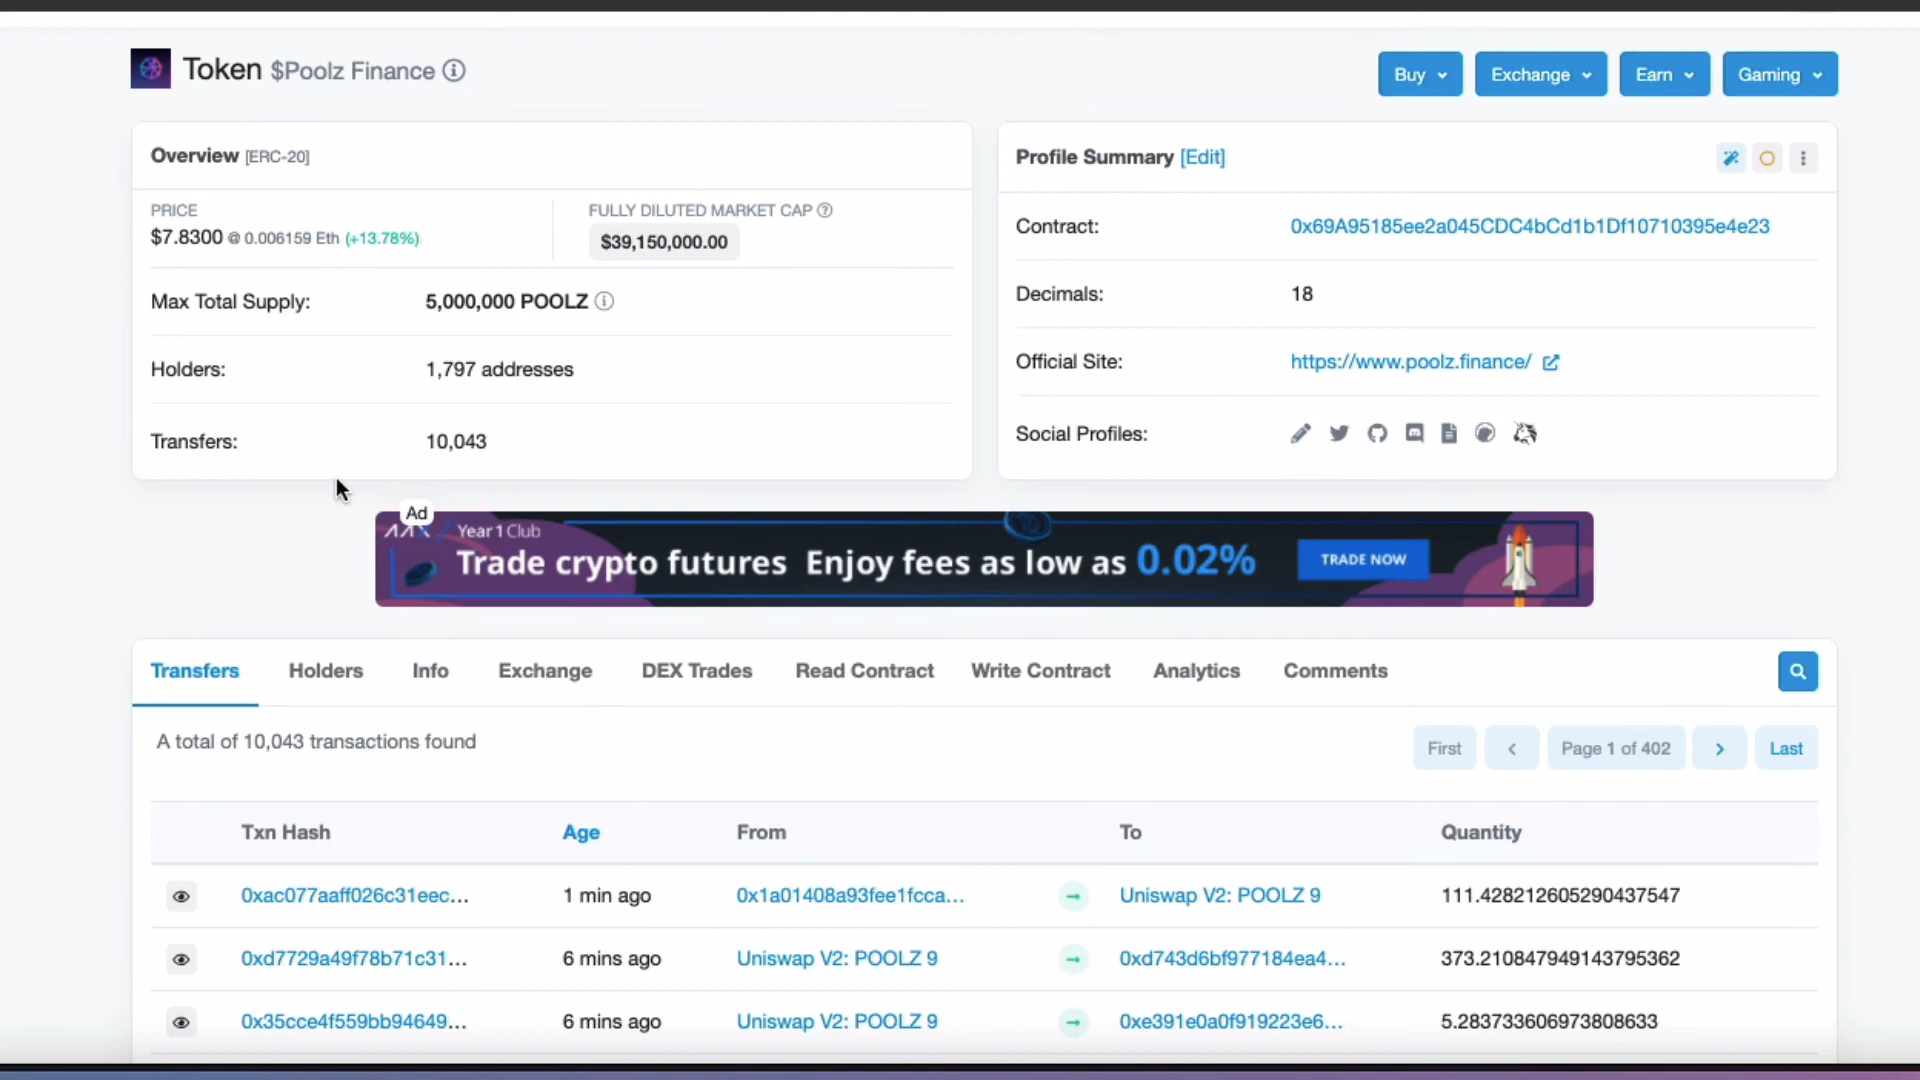 Token $Poolz Finance
Buy Exchange Earn Gaming
Overview [ERC-20]
PRICE
$7.8300 @ 0.006159 Eth (+13.78%)
FULLY DILUTED MARKET CAP
$39,150,000.00
Max Total Supply: 5,000,000 POOLZ
Holders: 1,797 addresses
Transfers: 10,043
Profile Summary [Edit]
Contract: 0x69A95185ee2a045CDC4bCd1b1Df10710395e4e23
Decimals: 18
Official Site: https://www.poolz.finance/
Social Profiles:
Ad
AAX Year 1 Club
Trade crypto futures Enjoy fees as low as 0.02% TRADE NOW
Transfers Holders Info Exchange DEX Trades Read Contract Write Contract Analytics Comments
A total of 10,043 transactions found
First < Page 1 of 402 > Last
Txn Hash Age From To Quantity
0xac077aaff026c31eec... 1 min ago 0x1a01408a93fee1fcca... Uniswap V2: POOLZ 9 111.428212605290437547
0xd7729a49f78b71c31... 6 mins ago Uniswap V2: POOLZ 9 0xd743d6bf977184ea4... 373.210847949143795362
0x35cce4f559bb94649... 6 mins ago Uniswap V2: POOLZ 9 0xe391e0a0f919223e6... 5.283733606973808633